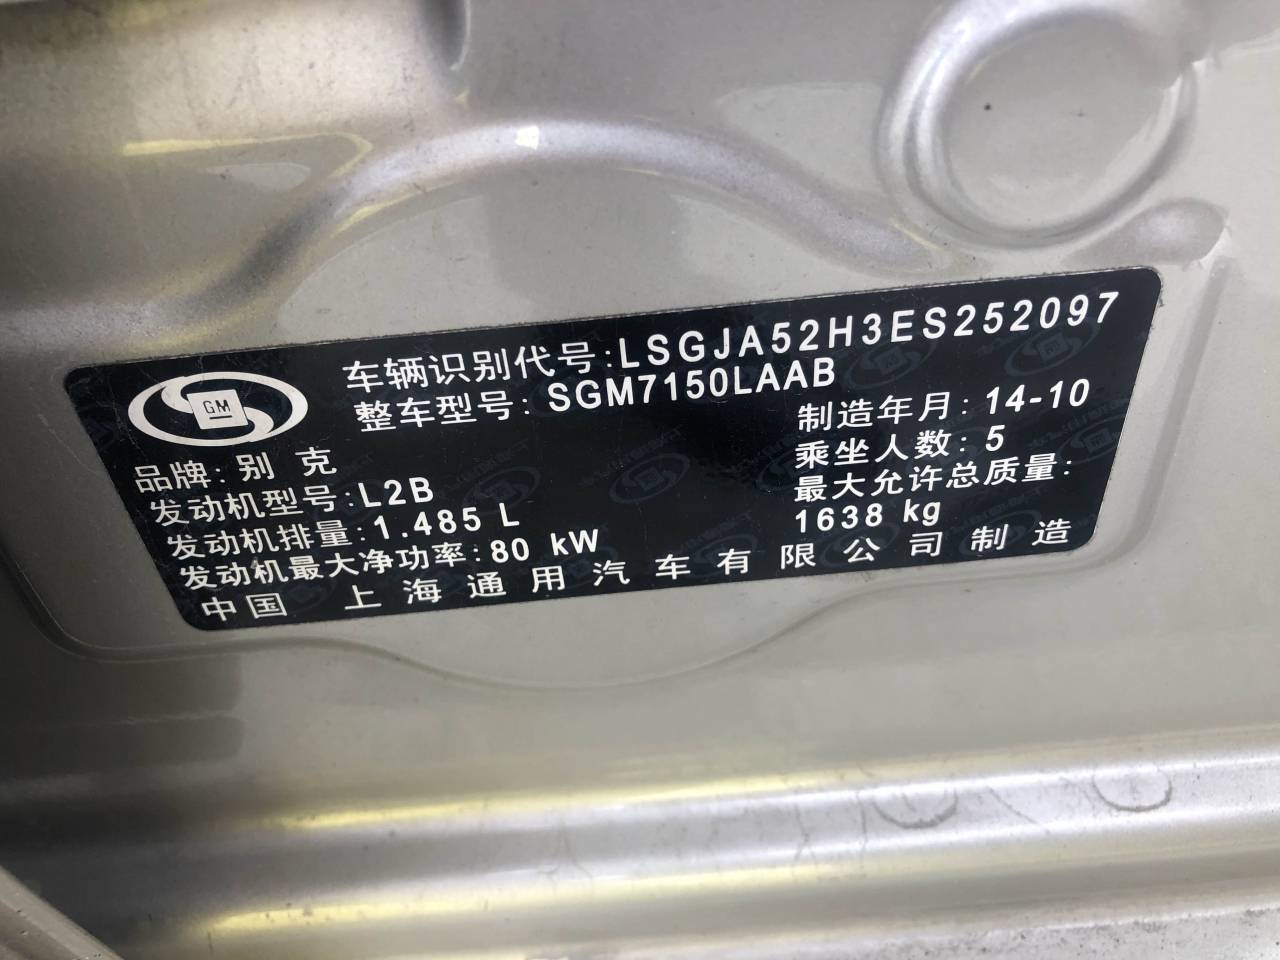 车辆识别代号:LSGJA52H3ES252097
整车型号: SGM7150LAAB
GM
品牌: 别 克
制造年月: 14-10
发动机型号:L2B
乘坐人数: 5
发动机排量:1.485 L
最大允许总质量:
1638 kg
发动机最大净功率:80 kW
中国 上海通用汽车有限公司制造